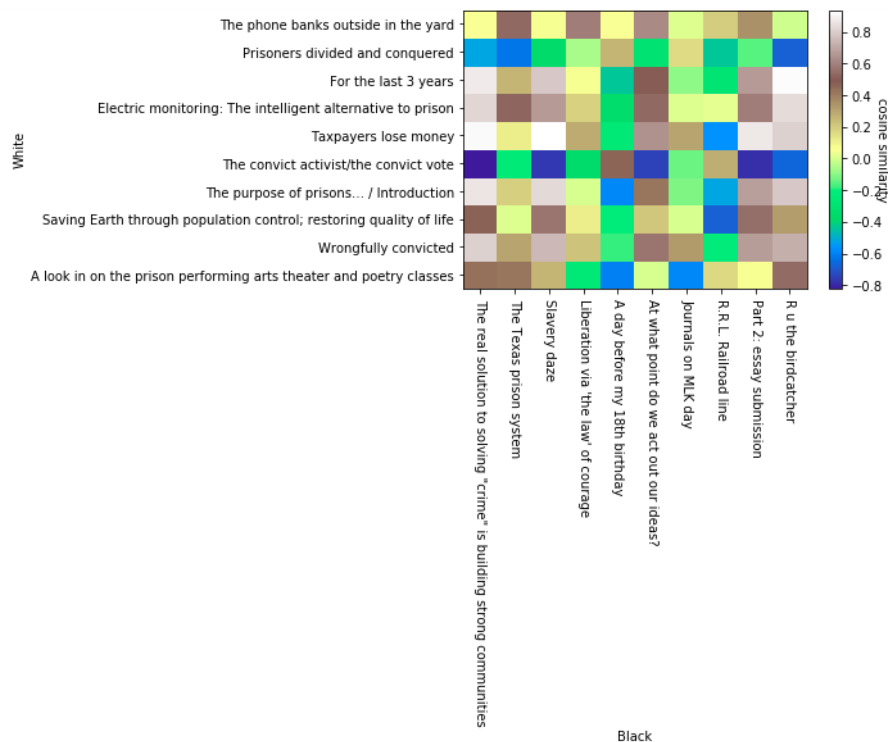 The phone banks outside in the yard
Prisoners divided and conquered
For the last 3 years
Electric monitoring: The intelligent alternative to prison
Taxpayers lose money
The convict activist/the convict vote
The purpose of prisons... / Introduction
Saving Earth through population control; restoring quality of life
Wrongfully convicted
A look in on the prison performing arts theater and poetry classes
White
The real solution to solving "crime" is building strong communities
The Texas prison system
Slavery daze
Liberation via 'the law' of courage
A day before my 18th birthday
At what point do we act out our ideas?
Journals on MLK day
R.R.L. Railroad line
Part 2: essay submission
R u the birdcatcher
Black
0.8
0.6
0.4
0.2
0.0
−0.2
−0.4
−0.6
−0.8
cosine similarity